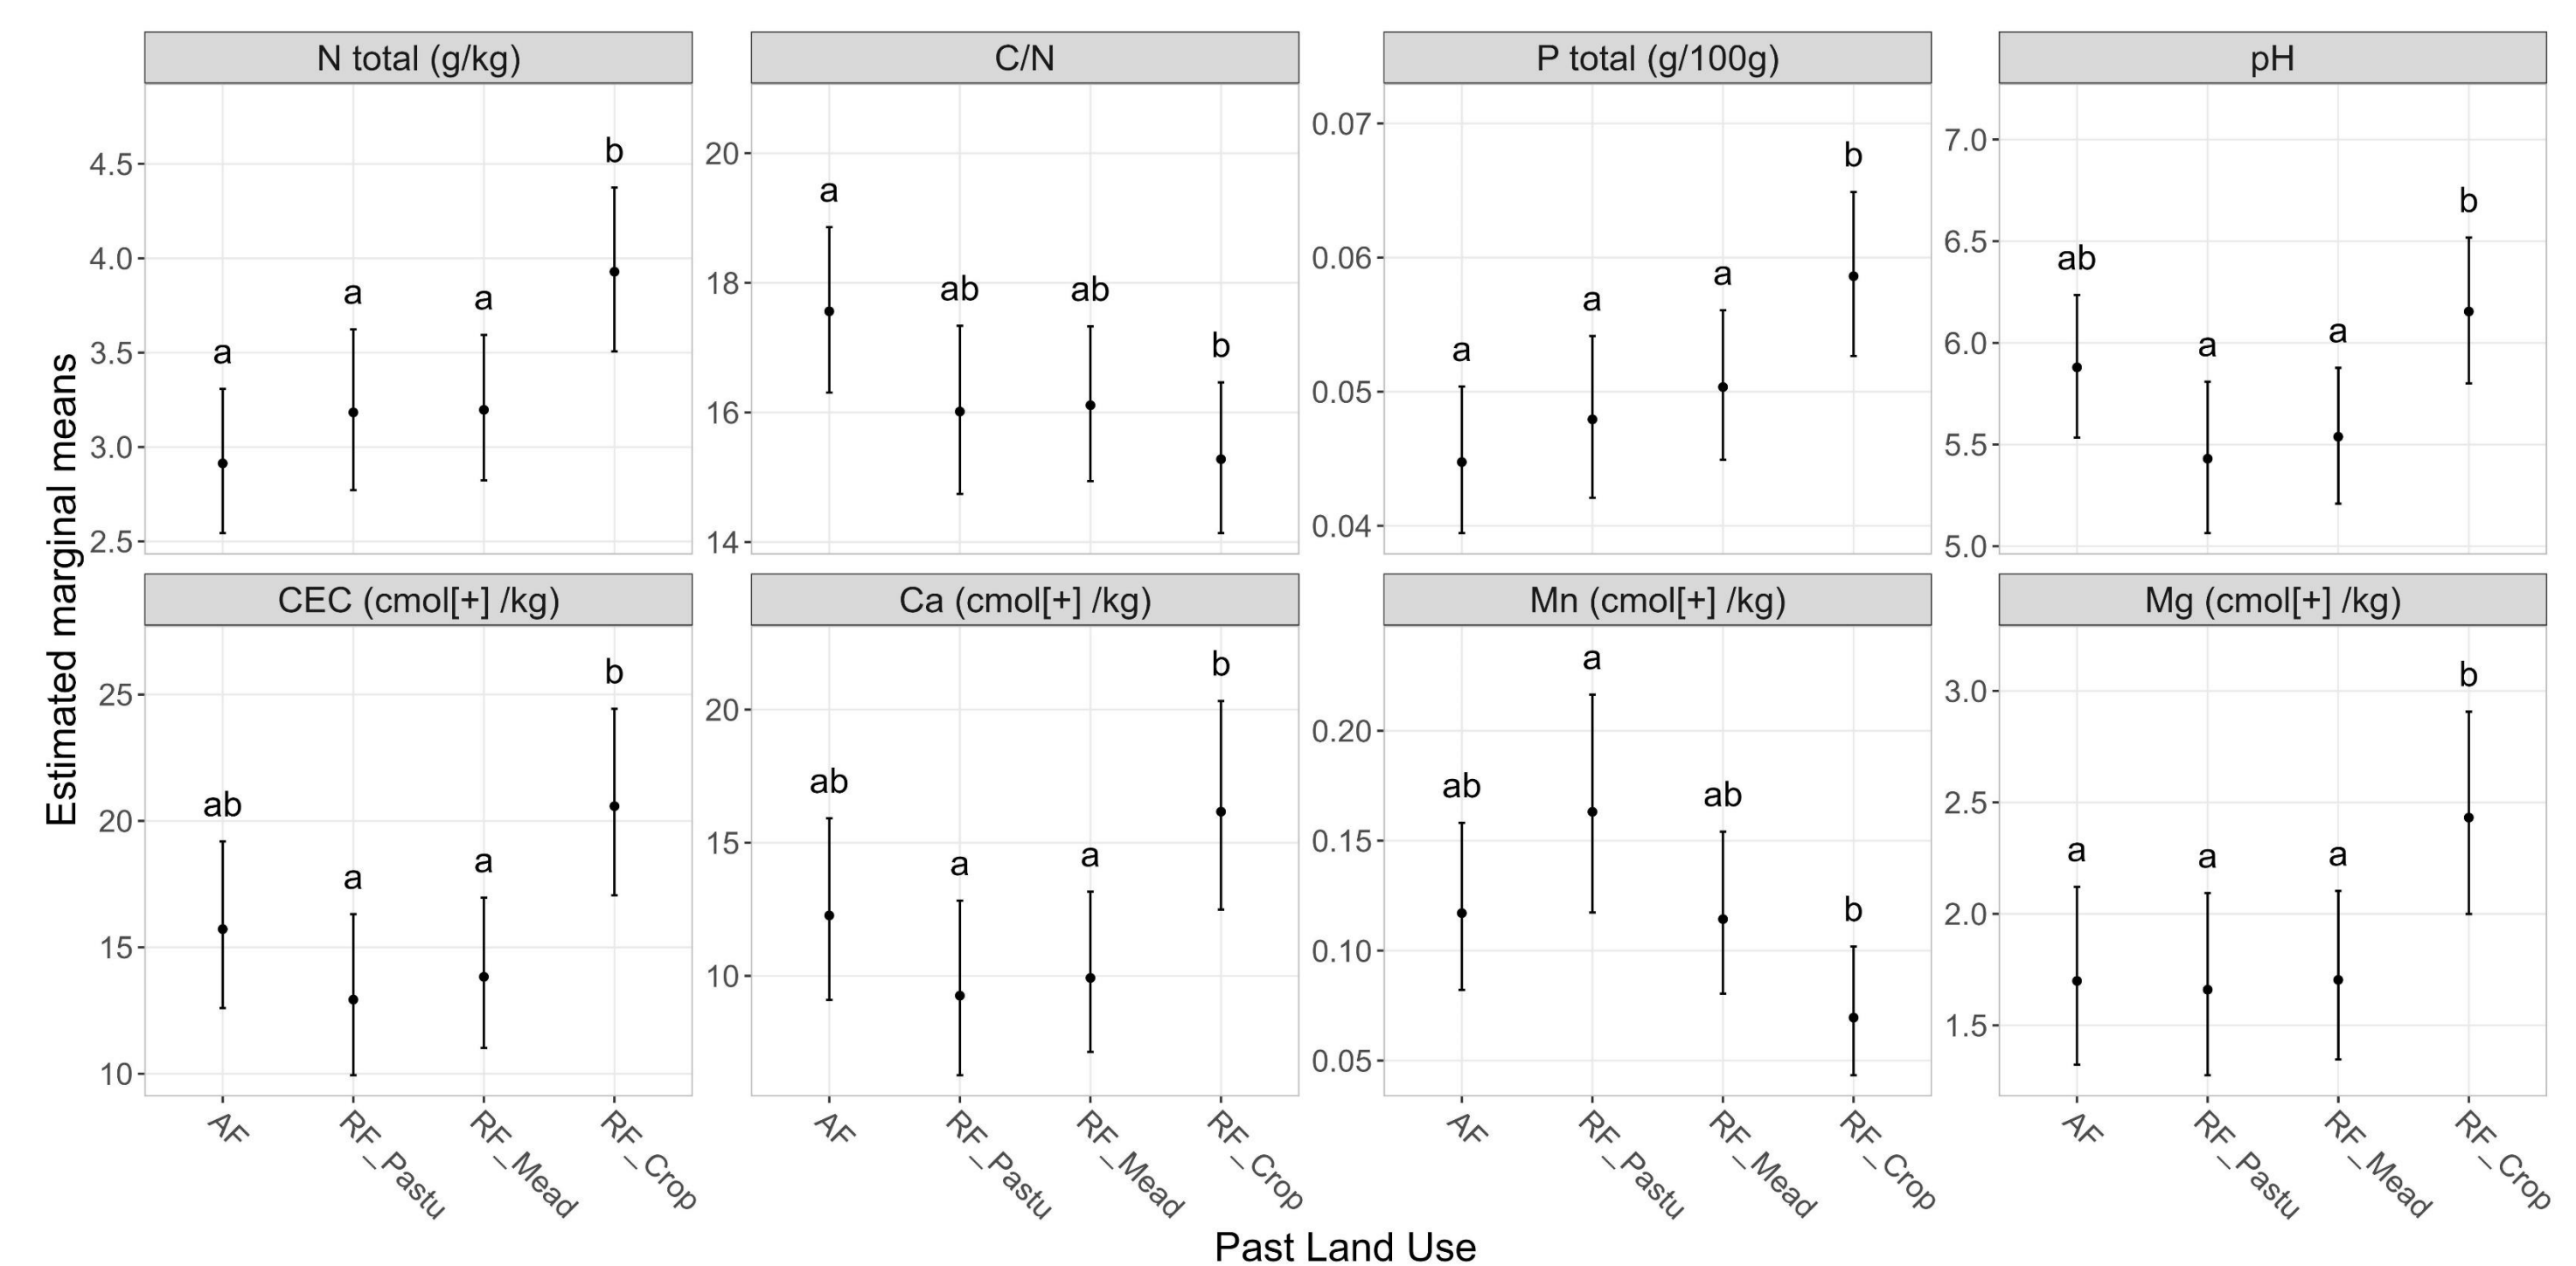 N total (g/kg)
C/N
P total (g/100g)
pH
4.5
4.0
3.5
3.0
2.5
a
a
a
b
20
18
16
14
a
ab
ab
b
0.07
0.06
0.05
0.04
a
a
a
b
7.0
6.5
6.0
5.5
5.0
ab
a
a
b
Estimated marginal means
CEC (cmol[+] /kg)
Ca (cmol[+] /kg)
Mn (cmol[+] /kg)
Mg (cmol[+] /kg)
25
20
15
10
ab
a
a
b
20
15
10
ab
a
a
b
0.20
0.15
0.10
0.05
ab
a
ab
b
3.0
2.5
2.0
1.5
a
a
a
b
AF
RF_Pastu
RF_Mead
RF_Crop
AF
RF_Pastu
RF_Mead
RF_Crop
AF
RF_Pastu
RF_Mead
RF_Crop
AF
RF_Pastu
RF_Mead
RF_Crop
Past Land Use